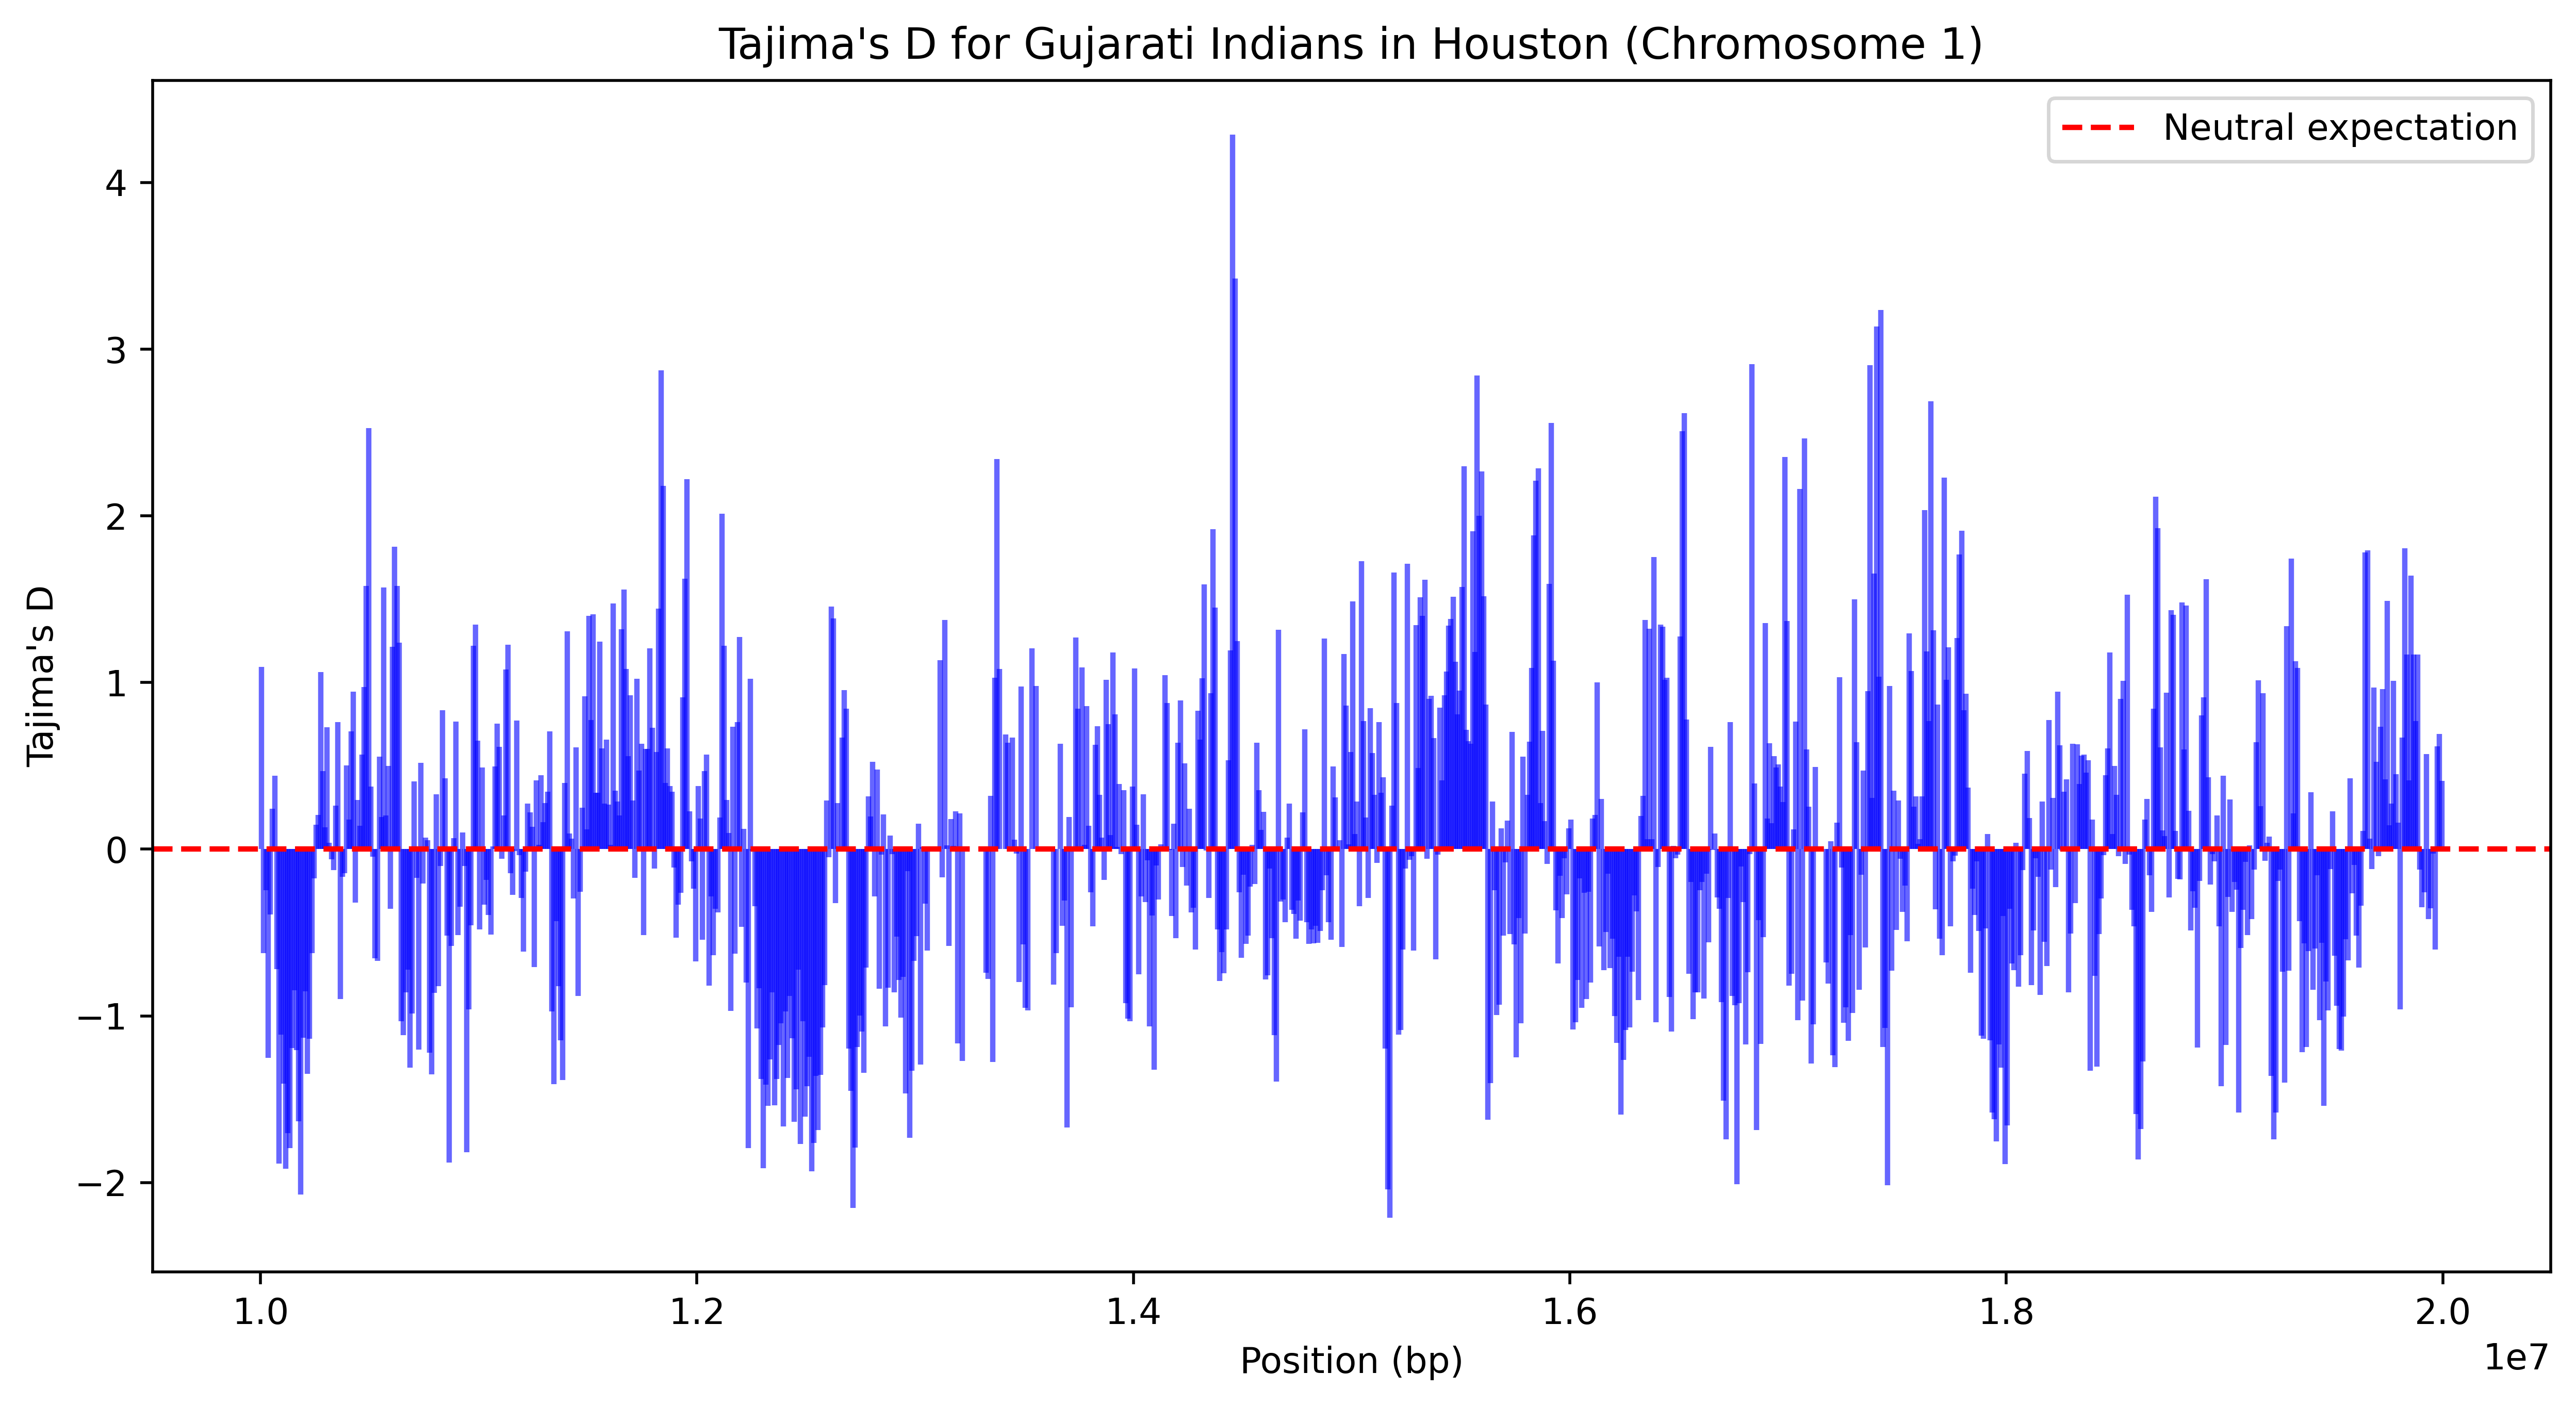 Tajima's D for Gujarati Indians in Houston (Chromosome 1)
Neutral expectation
Tajima's D
4
3
2
1
0
−1
−2
1.0 1.2 1.4 1.6 1.8 2.0
1e7
Position (bp)